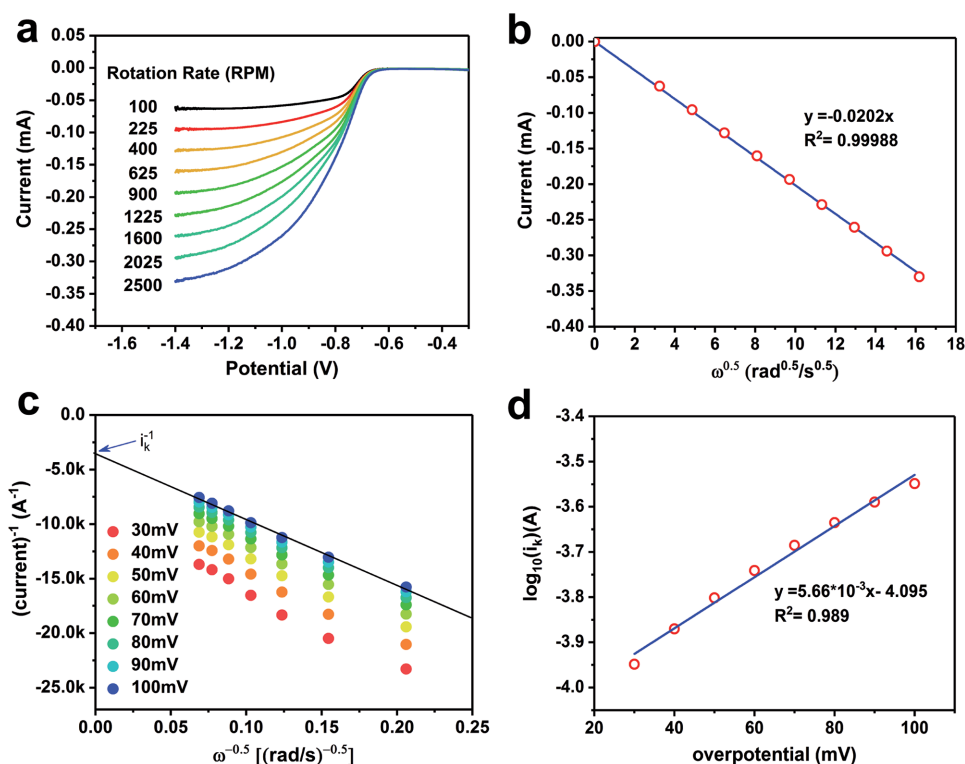 a
0.05
0.00
-0.05
-0.10
-0.15
-0.20
-0.25
-0.30
-0.35
-0.40
Current (mA)
Rotation Rate (RPM)
100
225
400
625
900
1225
1600
2025
2500
-1.6
-1.4
-1.2
-1.0
-0.8
-0.6
-0.4
Potential (V)
b
0.00
-0.05
-0.10
-0.15
-0.20
-0.25
-0.30
-0.35
-0.40
Current (mA)
y =-0.0202x
R²= 0.99988
0
2
4
6
8
10
12
14
16
18
ω⁰·⁵ (rad⁰·⁵/s⁰·⁵)
c
0.0
-5.0k
-10.0k
-15.0k
-20.0k
-25.0k
(current)⁻¹ (A⁻¹)
iₖ⁻¹
30mV
40mV
50mV
60mV
70mV
80mV
90mV
100mV
0.00
0.05
0.10
0.15
0.20
0.25
ω⁻⁰·⁵ [(rad/s)⁻⁰·⁵]
d
-3.4
-3.5
-3.6
-3.7
-3.8
-3.9
-4.0
log₁₀(iₖ)(A)
y =5.66*10⁻³x- 4.095
R²= 0.989
20
40
60
80
100
overpotential (mV)